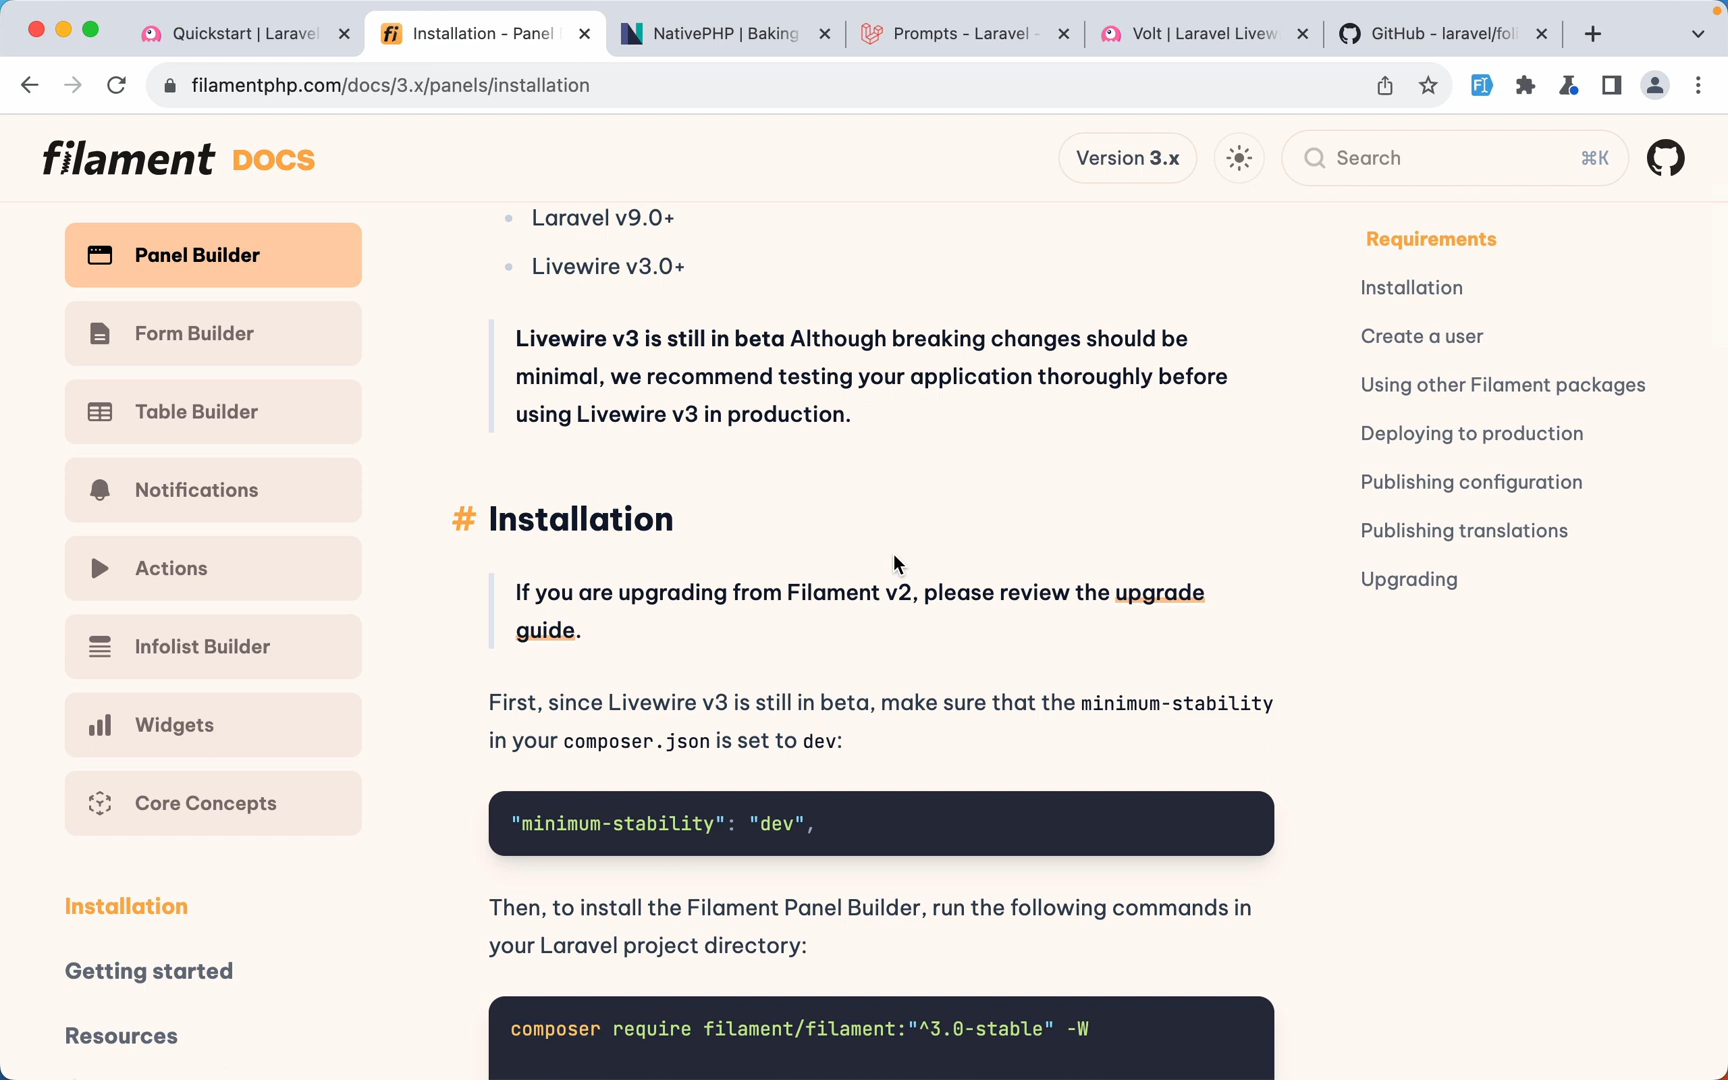 Quickstart | Laravel
Installation - Panel
NativePHP | Baking
Prompts - Laravel -
Volt | Laravel Livew
GitHub - laravel/foli
filamentphp.com/docs/3.x/panels/installation
filament DOCS
Version 3.x
Search
⌘K
Panel Builder
Form Builder
Table Builder
Notifications
Actions
Infolist Builder
Widgets
Core Concepts
Installation
Getting started
Resources
Laravel v9.0+
Livewire v3.0+
Livewire v3 is still in beta Although breaking changes should be
minimal, we recommend testing your application thoroughly before
using Livewire v3 in production.
# Installation
If you are upgrading from Filament v2, please review the upgrade
guide.
First, since Livewire v3 is still in beta, make sure that the minimum-stability
in your composer.json is set to dev:
"minimum-stability": "dev",
Then, to install the Filament Panel Builder, run the following commands in
your Laravel project directory:
composer require filament/filament:"^3.0-stable" -W
Requirements
Installation
Create a user
Using other Filament packages
Deploying to production
Publishing configuration
Publishing translations
Upgrading